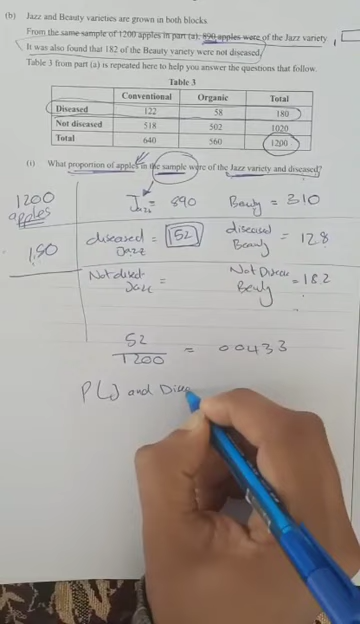 (b) Jazz and Beauty varieties are grown in both blocks
From the same sample of 1200 apples in part (a), 890 apples were of the Jazz variety.
It was also found that 182 of the Beauty variety were not diseased.
Table 3 from part (a) is repeated here to help you answer the questions that follow.
Table 3
Conventional Organic Total
Diseased 122 58 180
Not diseased 518 502 1020
Total 640 560 1200
(i) What proportion of apples in the sample were of the Jazz variety and diseased?
1200 Jazz = 890 Beuty = 310
apples
180 diseased Jazz = 52 diseased Beauty = 128
Not dised Jazz = Not Disea Beuty = 182
52
1200 = 0.0433
P(J and Dise